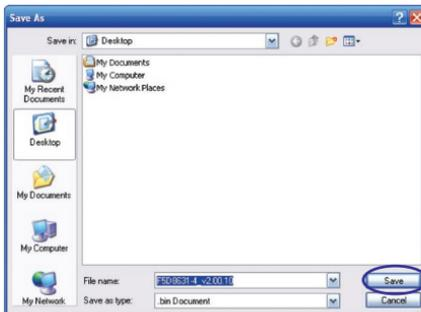 Save As
Save in: Desktop
My Recent
Documents
Desktop
My Documents
My Computer
My Network
My Documents
My Computer
My Network Places
File name: F5D8631-4_v2.00.10 Save
Save as type: .bin Document Cancel